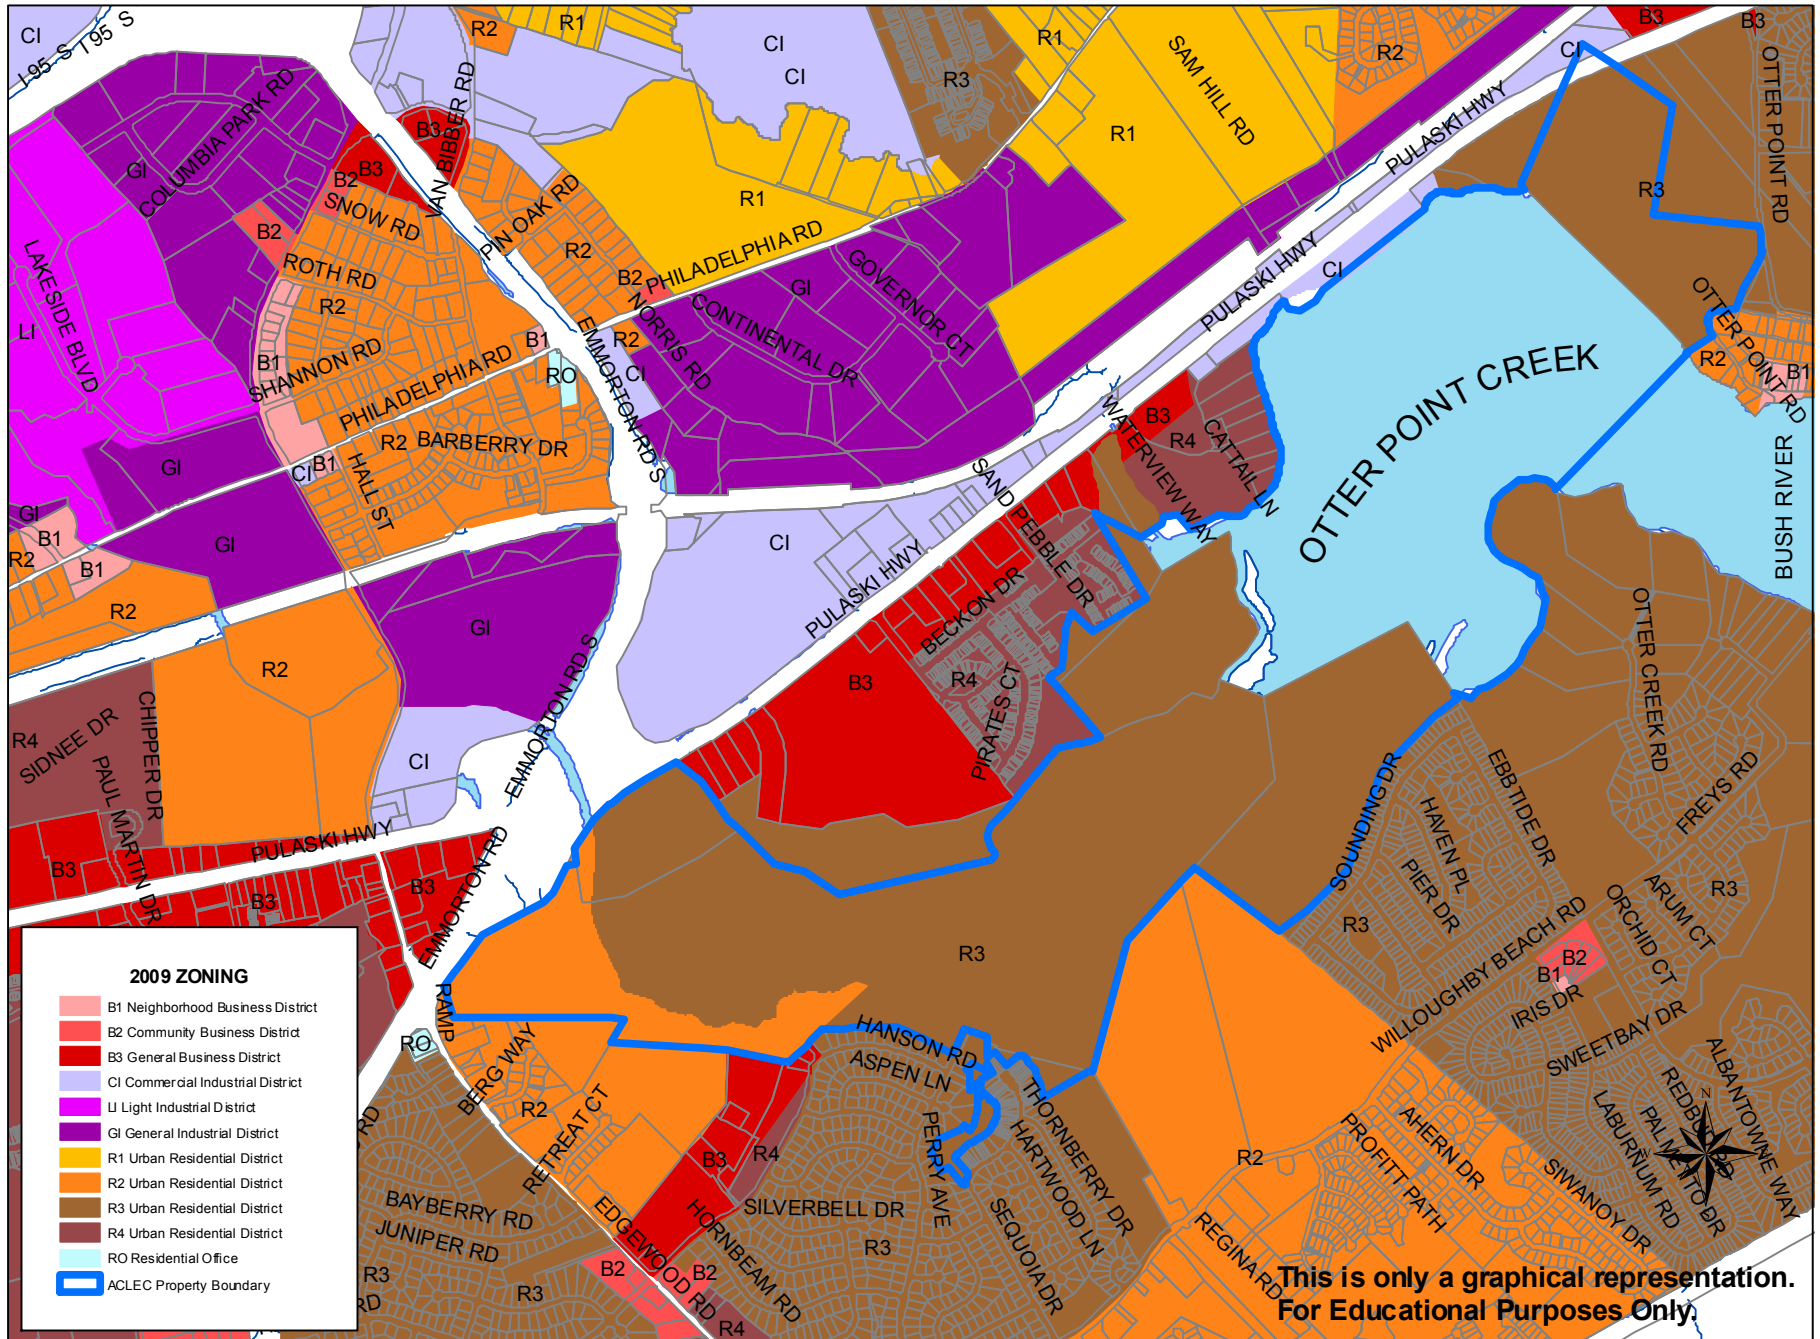 CI
I 95 S
I 95 S
R2
R1
CI
CI
R3
R1
SAM HILL RD
R2
PULASKI HWY
CI
B3
B3
OTTER POINT RD
COLUMBIA PARK RD
GI
B3
VAN BIBBER RD
B2
B3
SNOW RD
PIN OAK RD
R2
R1
R1
R3
B2
ROTH RD
R2
B2
PHILADELPHIA RD
GOVERNOR CT
GI
CONTINENTAL DR
NORRIS RD
PULASKI HWY
CI
LAKESIDE BLVD
LI
B1
SHANNON RD
PHILADELPHIA RD
B1
RO
EMMORTON RD S
R2
CI
OTTER POINT CREEK
OTTER POINT RD
R2
B1
BUSH RIVER
GI
R2
BARBERRY DR
HALL ST
CI
B1
B3
R4
CATTAIL LN
WATERVIEW WAY
GI
B1
R2
B1
GI
R2
CI
SAND PEBBLE DR
PULASKI HWY
BECKON DR
R4
PIRATES CT
B3
GI
EMMORTON RD S
R2
CI
OTTER CREEK RD
FREYS RD
R4
SIDNEE DR
CHIPPER DR
PAUL MARTIN DR
PULASKI HWY
B3
B3
B3
EMMORTON RD
SOUNDING DR
EBBTIDE DR
HAVEN PL
PIER DR
R3
R3
WILLOUGHBY BEACH RD
ORCHID CT
ARUM CT
R3
B2
B1
IRIS DR
SWEETBAY DR
ALBANTOWNE WAY
REDBUD RD
PALMETTO DR
LABURNUM RD
SIWANOY DR
RAMP
RO
BERG WAY
R2
RETREAT CT
HANSON RD
ASPEN LN
PERRY AVE
THORNBERRY DR
HARTWOOD LN
B3
R4
SILVERBELL DR
R3
SEQUOIA DR
HORNBEAM RD
EDGEWOOD RD
B2
B2
R4
BAYBERRY RD
JUNIPER RD
R3
R3
RD
RD
R2
AHERN DR
PROFITT PATH
REGINA RD
N
2009 ZONING
B1 Neighborhood Business District
B2 Community Business District
B3 General Business District
CI Commercial Industrial District
LI Light Industrial District
GI General Industrial District
R1 Urban Residential District
R2 Urban Residential District
R3 Urban Residential District
R4 Urban Residential District
RO Residential Office
ACLEC Property Boundary
This is only a graphical representation.
For Educational Purposes Only.